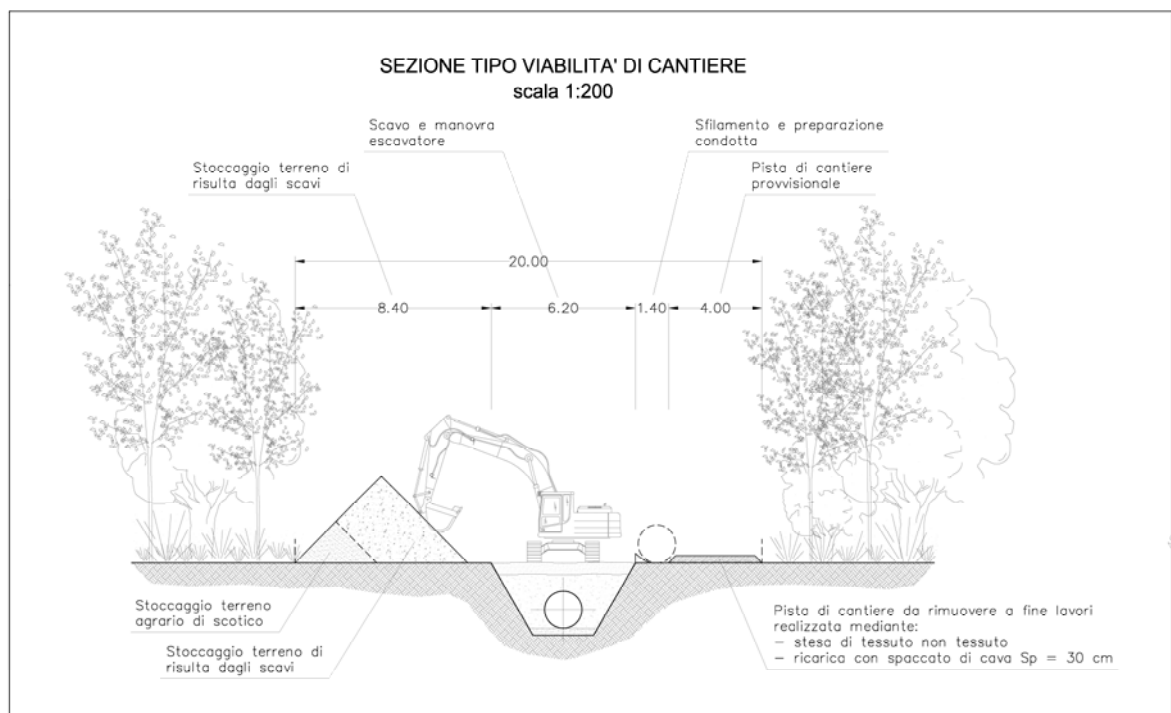 SEZIONE TIPO VIABILITA' DI CANTIERE
scala 1:200
Scavo e manovra
escavatore
Sfilamento e preparazione
condotta
Stoccaggio terreno di
risulta dagli scavi
Pista di cantiere
provvisionale
20.00
8.40
6.20
1.40
4.00
Stoccaggio terreno
agrario di scotico
Stoccaggio terreno di
risulta dagli scavi
Pista di cantiere da rimuovere a fine lavori
realizzata mediante:
– stesa di tessuto non tessuto
– ricarica con spaccato di cava Sp = 30 cm